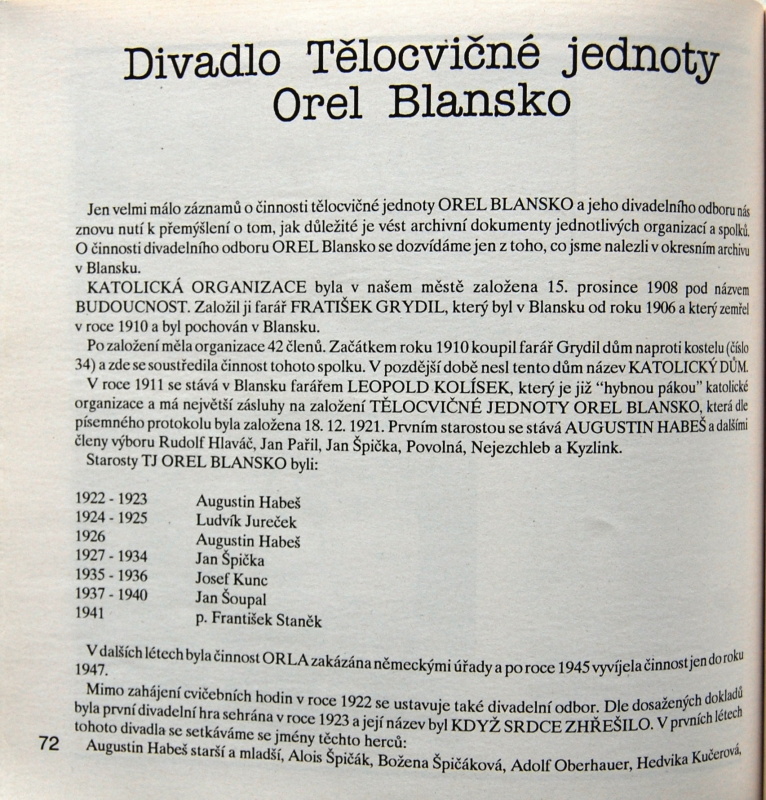 Divadlo Tělocvičné jednoty
Orel Blansko
Jen velmi málo záznamů o činnosti tělocvičné jednoty OREL BLANSKO a jeho divadelního odboru nás
znovu nutí k přemýšlení o tom, jak důležité je vést archivní dokumenty jednotlivých organizací a spolků.
O činnosti divadelního odboru OREL Blansko se dozvídáme jen z toho, co jsme nalezli v okresním archivu
v Blansku.
KATOLICKÁ ORGANIZACE byla v našem městě založena 15. prosince 1908 pod názvem
BUDOUCNOST. Založil ji farář FRATIŠEK GRYDIL, který byl v Blansku od roku 1906 a který zemřel
v roce 1910 a byl pochován v Blansku.
Po založení měla organizace 42 členů. Začátkem roku 1910 koupil farář Grydil dům naproti kostelu (číslo
34) a zde se soustředila činnost tohoto spolku. V pozdější době nesl tento dům název KATOLICKÝ DŮM.
V roce 1911 se stává v Blansku farářem LEOPOLD KOLÍSEK, který je již "hybnou pákou" katolické
organizace a má největší zásluhy na založení TĚLOCVIČNÉ JEDNOTY OREL BLANSKO, která dle
písemného protokolu byla založena 18. 12. 1921. Prvním starostou se stává AUGUSTIN HABEŠ a dalšími
členy výboru Rudolf Hlaváč, Jan Pařil, Jan Špička, Povolná, Nejezchleb a Kyzlink.
Starosty TJ OREL BLANSKO byli:
1922 - 1923 Augustin Habeš
1924 - 1925 Ludvík Jureček
1926 Augustin Habeš
1927 - 1934 Jan Špička
1935 - 1936 Josef Kunc
1937 - 1940 Jan Šoupal
1941 p. František Staněk
V dalších létech byla činnost ORLA zakázána německými úřady a po roce 1945 vyvíjela činnost jen do roku
1947.
Mimo zahájení cvičebních hodin v roce 1922 se ustavuje také divadelní odbor. Dle dosažených dokladů
byla první divadelní hra sehrána v roce 1923 a její název byl KDYŽ SRDCE ZHŘEŠILO. V prvních létech
tohoto divadla se setkáváme se jmény těchto herců:
Augustin Habeš starší a mladší, Alois Špičák, Božena Špičáková, Adolf Oberhauer, Hedvika Kučerová,
72